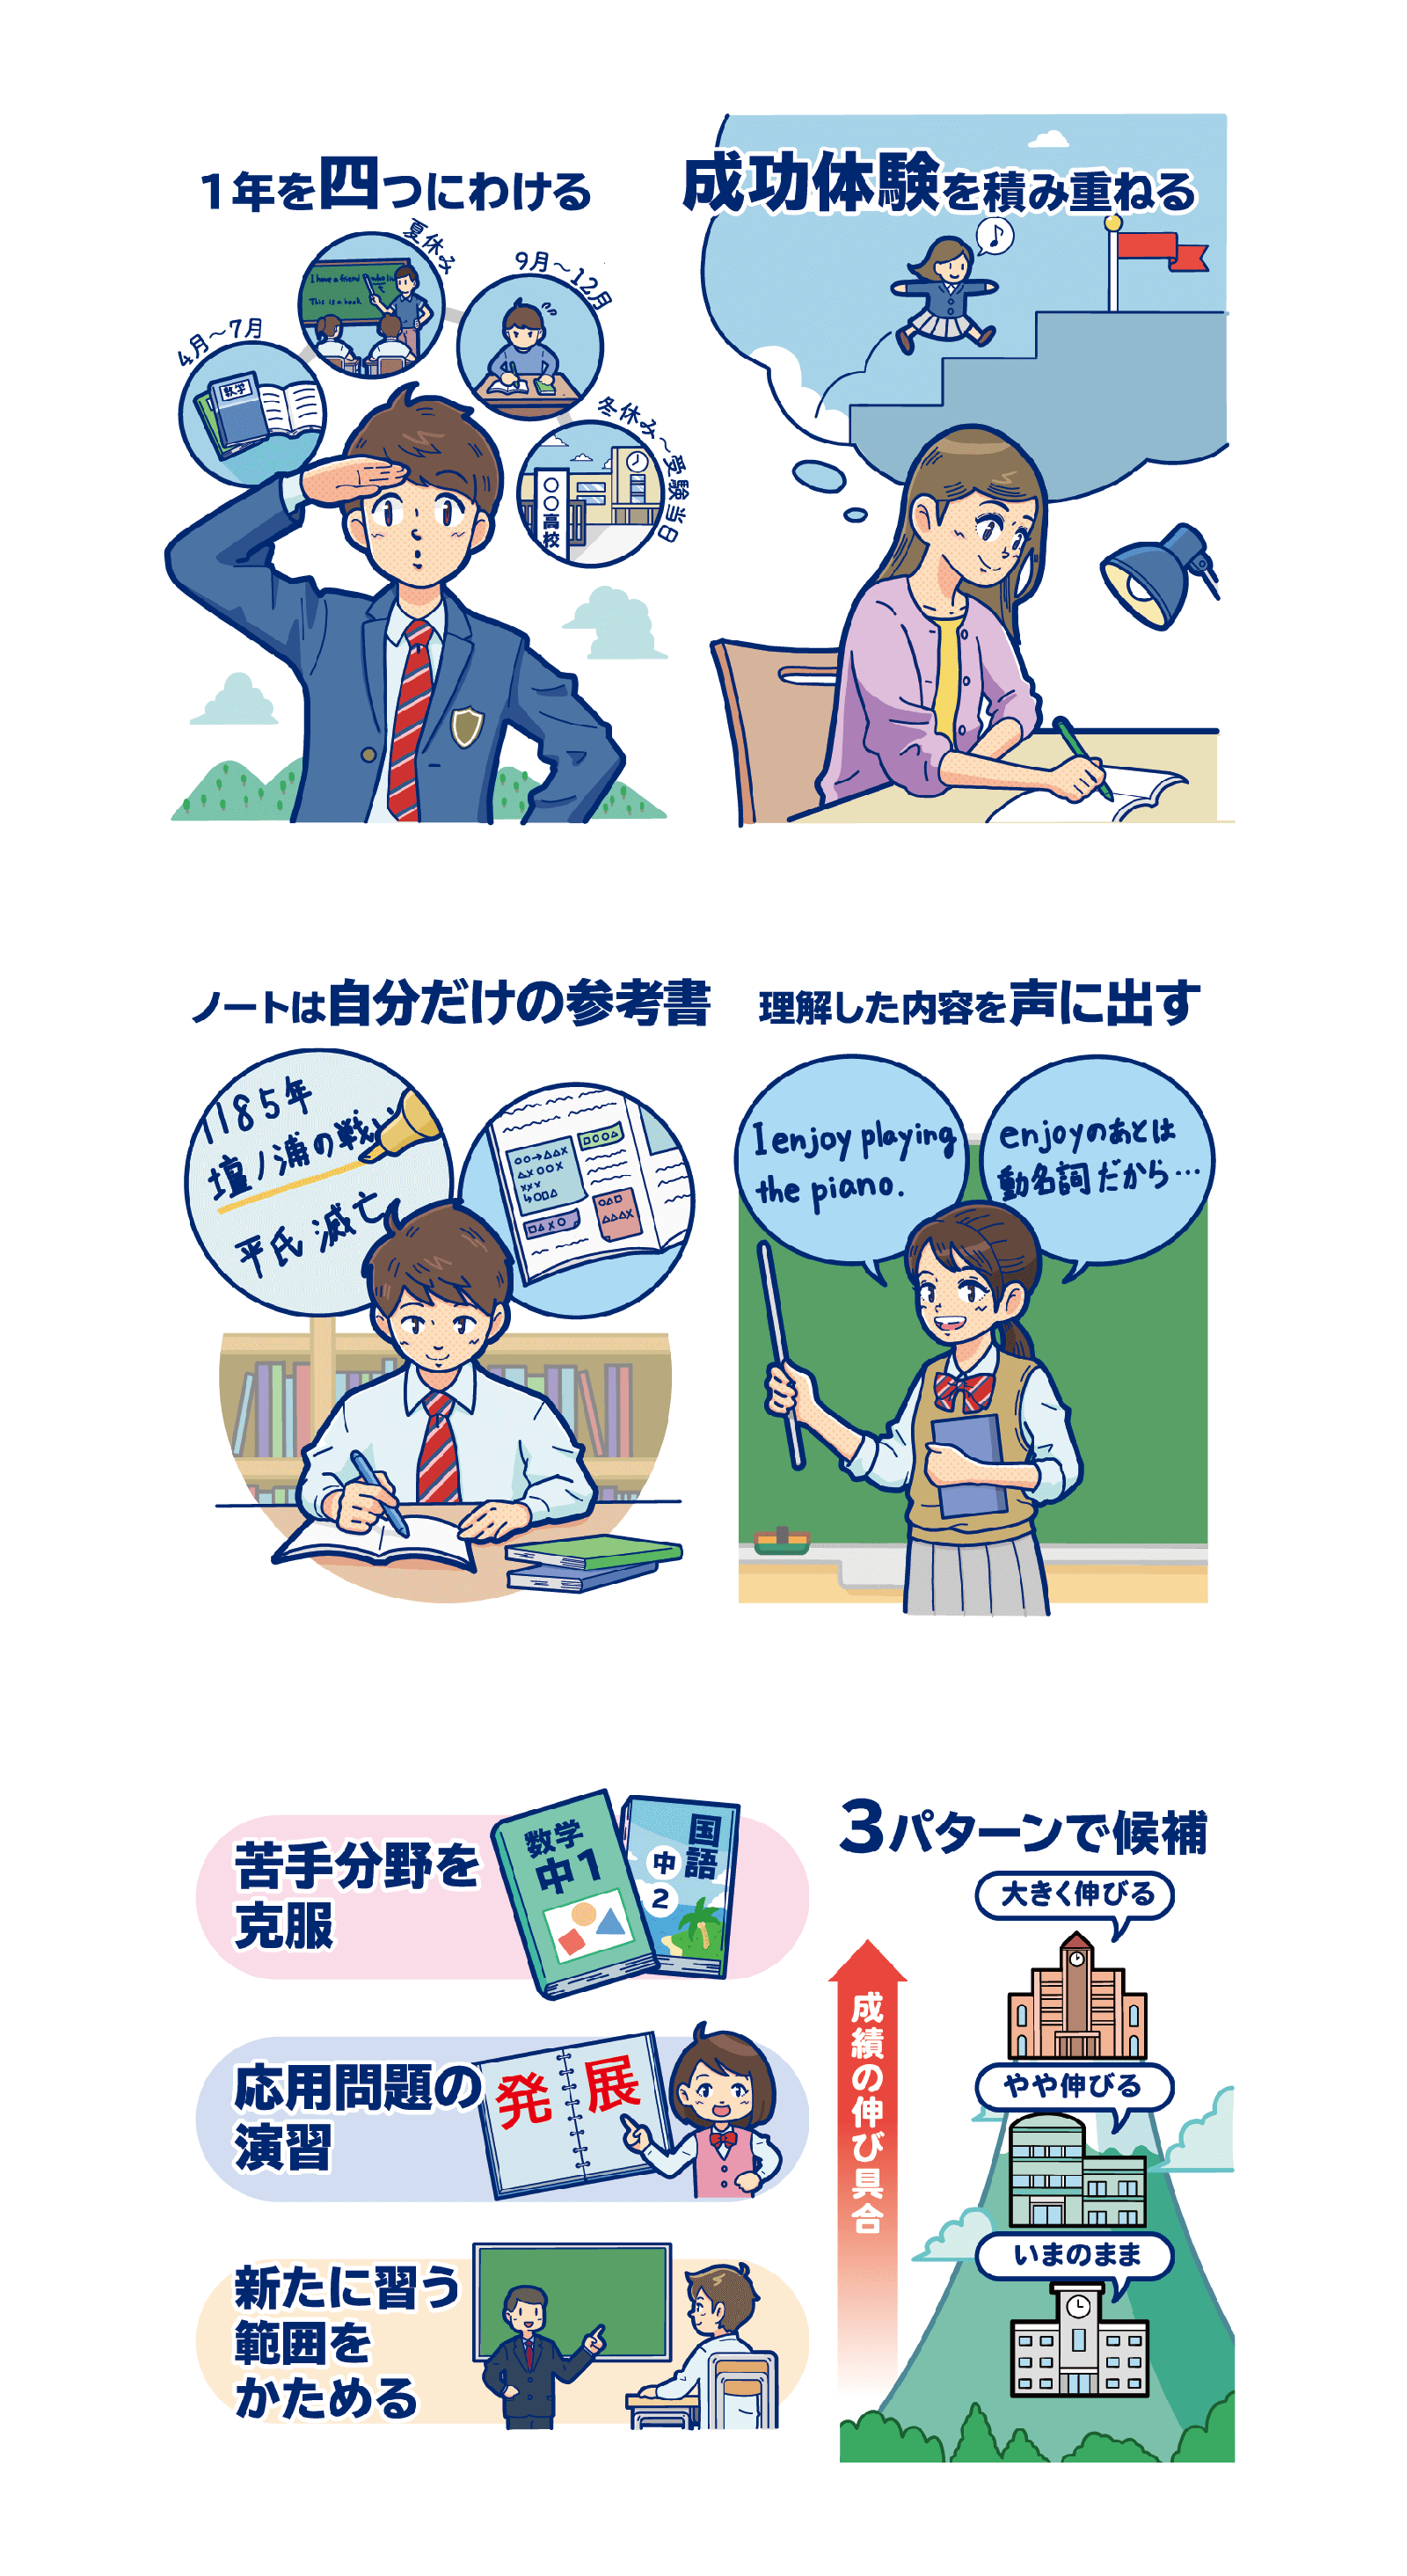 1年を四つにわける
4月〜7月
数学
夏休み
I have a friend who liv
This is a book
9月〜12月
冬休み〜受験当日
〇〇高校
成功体験を積み重ねる
ノートは自分だけの参考書
1185年
壇ノ浦の戦い
平氏 滅亡
○○→△△×
△×○○×
×××
↳○□△
□○○△
□△×○
○△□
△△△×
理解した内容を声に出す
I enjoy playing
the piano.
enjoyのあとは
動名詞だから…
苦手分野を
克服
数学
中1
国語
中
2
応用問題の
演習
発展
新たに習う
範囲を
かためる
3パターンで候補
成績の伸び具合
大きく伸びる
やや伸びる
いまのまま